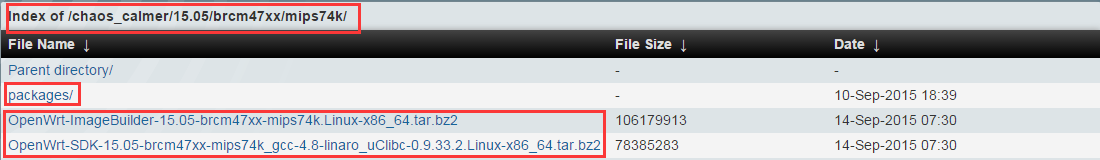 Index of /chaos_calmer/15.05/brcm47xx/mips74k/
File Name ↓ File Size ↓ Date ↓
Parent directory/ - -
packages/ - 10-Sep-2015 18:39
OpenWrt-ImageBuilder-15.05-brcm47xx-mips74k.Linux-x86_64.tar.bz2 106179913 14-Sep-2015 07:30
OpenWrt-SDK-15.05-brcm47xx-mips74k_gcc-4.8-linaro_uClibc-0.9.33.2.Linux-x86_64.tar.bz2 78385283 14-Sep-2015 07:30